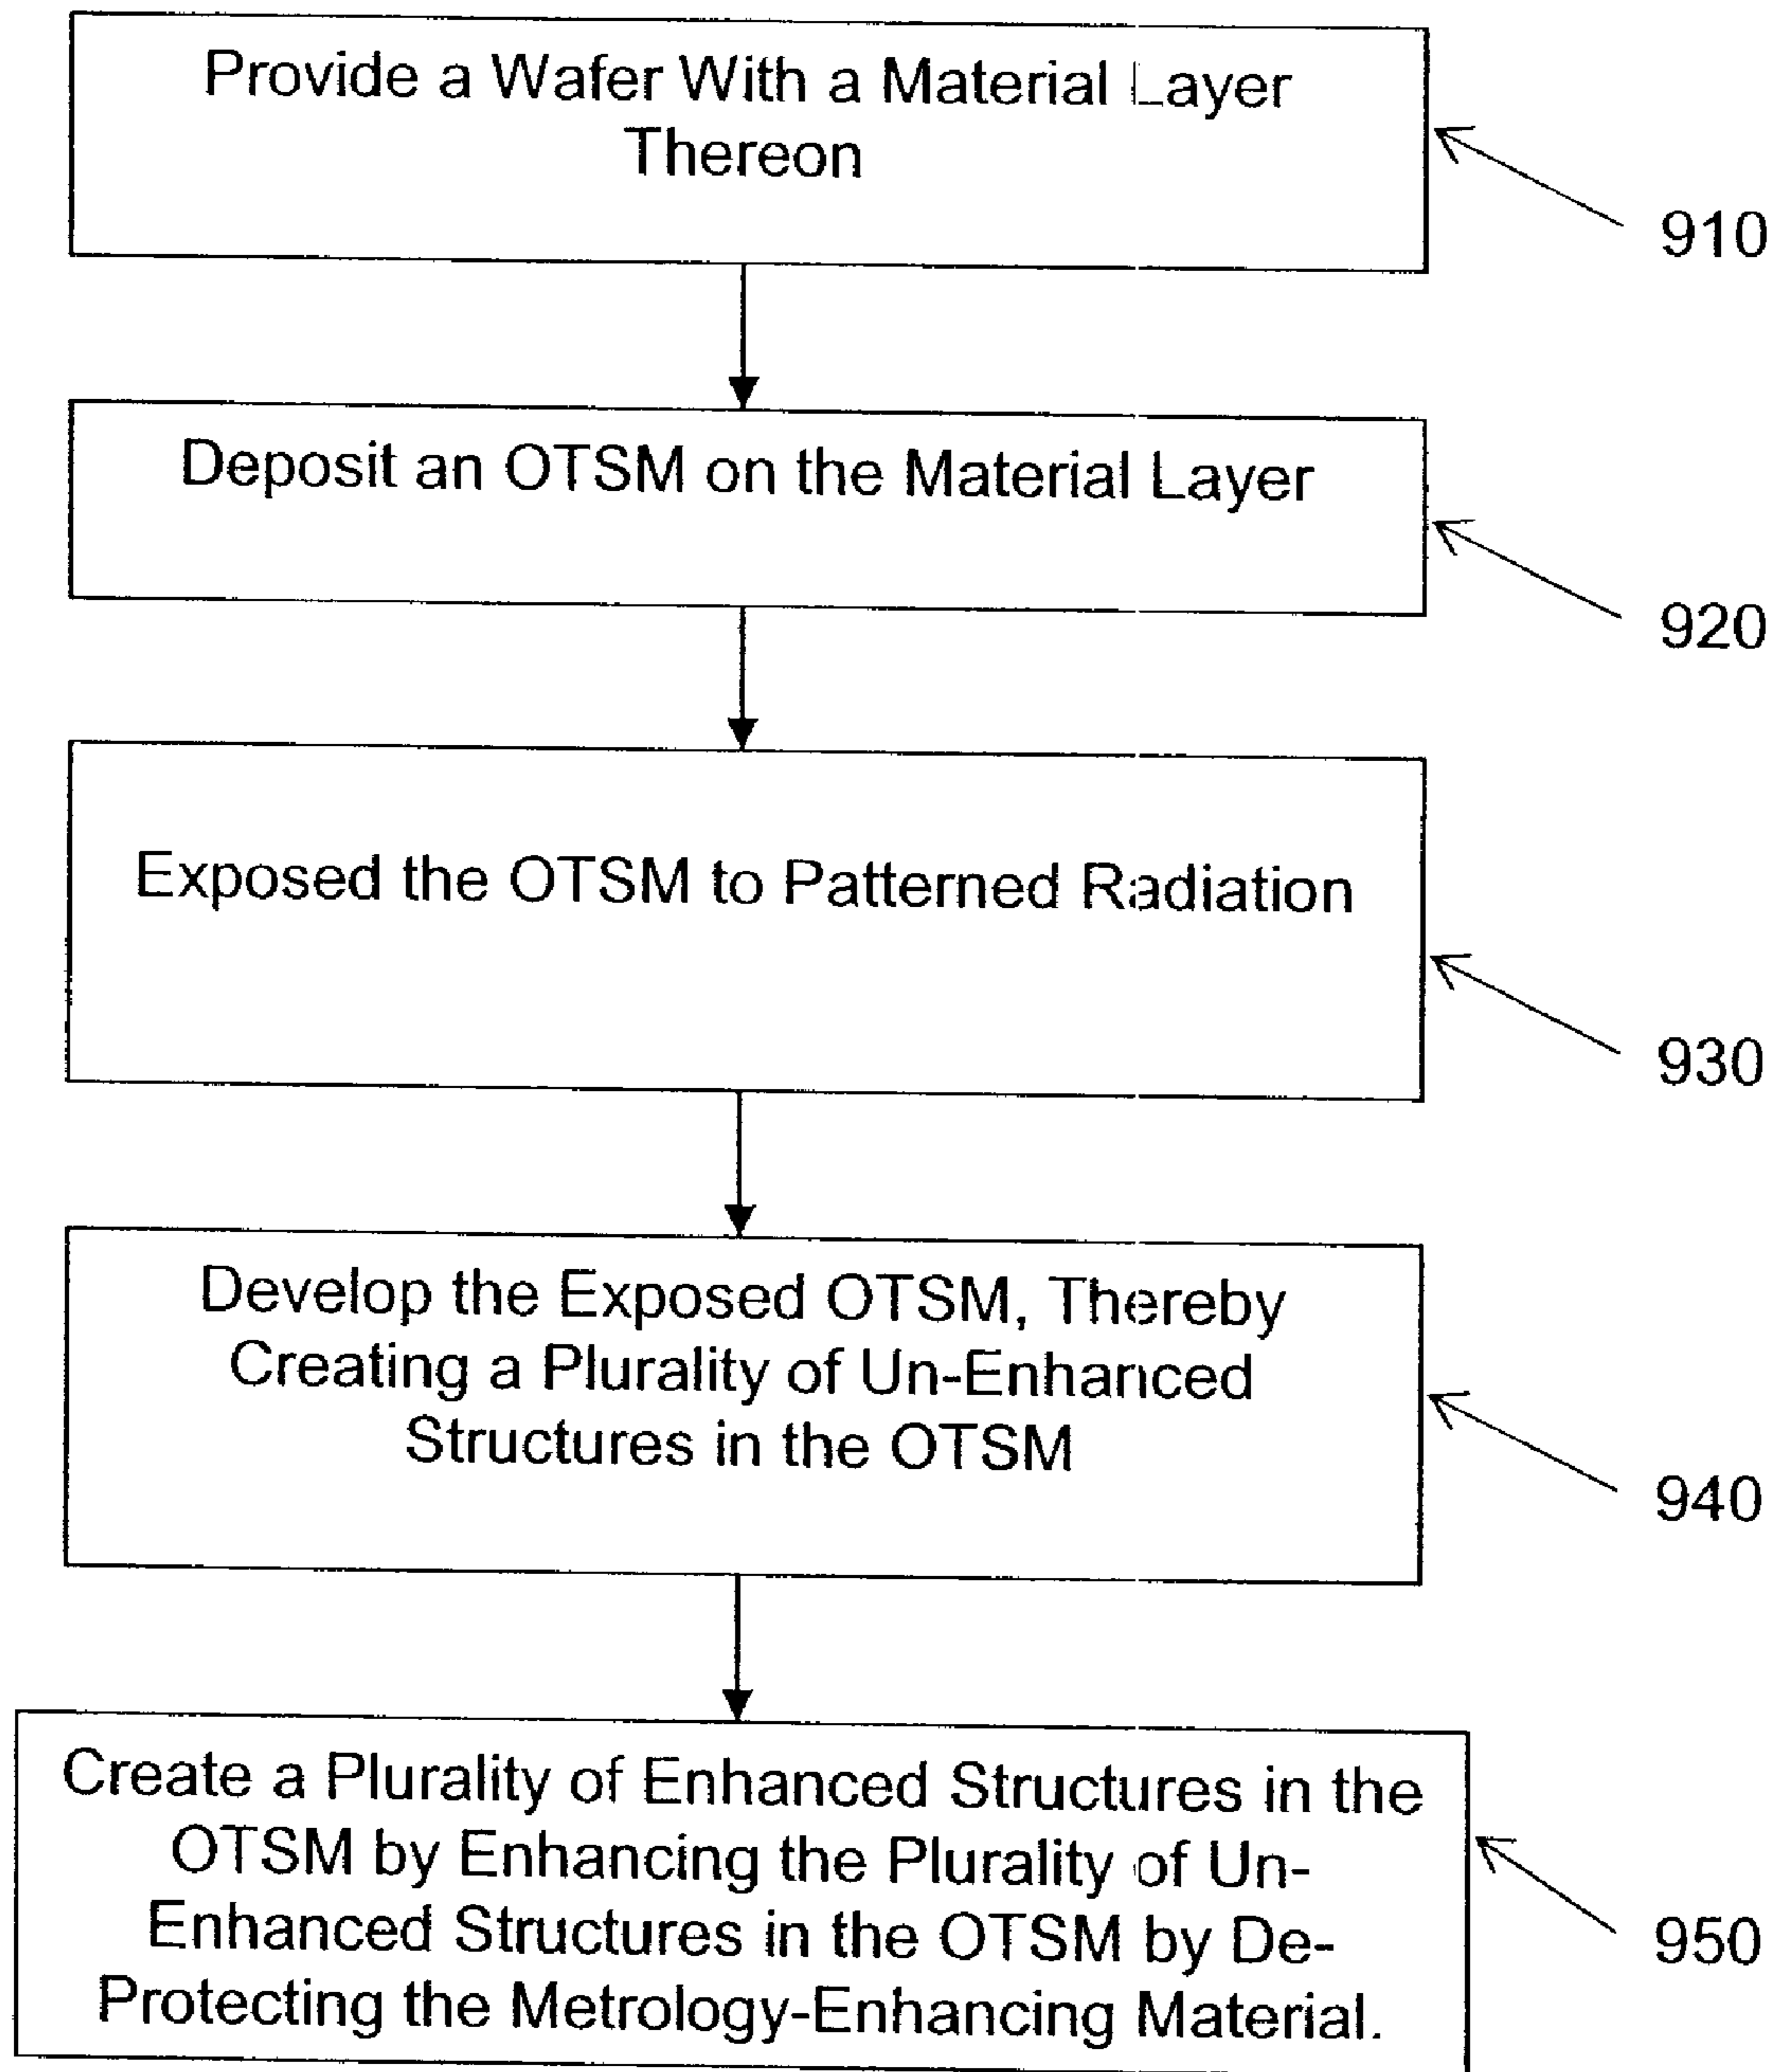 Provide a Wafer With a Material Layer
Thereon
910
Deposit an OTSM on the Material Layer
920
Exposed the OTSM to Patterned Radiation
930
Develop the Exposed OTSM, Thereby
Creating a Plurality of Un-Enhanced
Structures in the OTSM
940
Create a Plurality of Enhanced Structures in the
OTSM by Enhancing the Plurality of Un-
Enhanced Structures in the OTSM by De-
Protecting the Metrology-Enhancing Material.
950